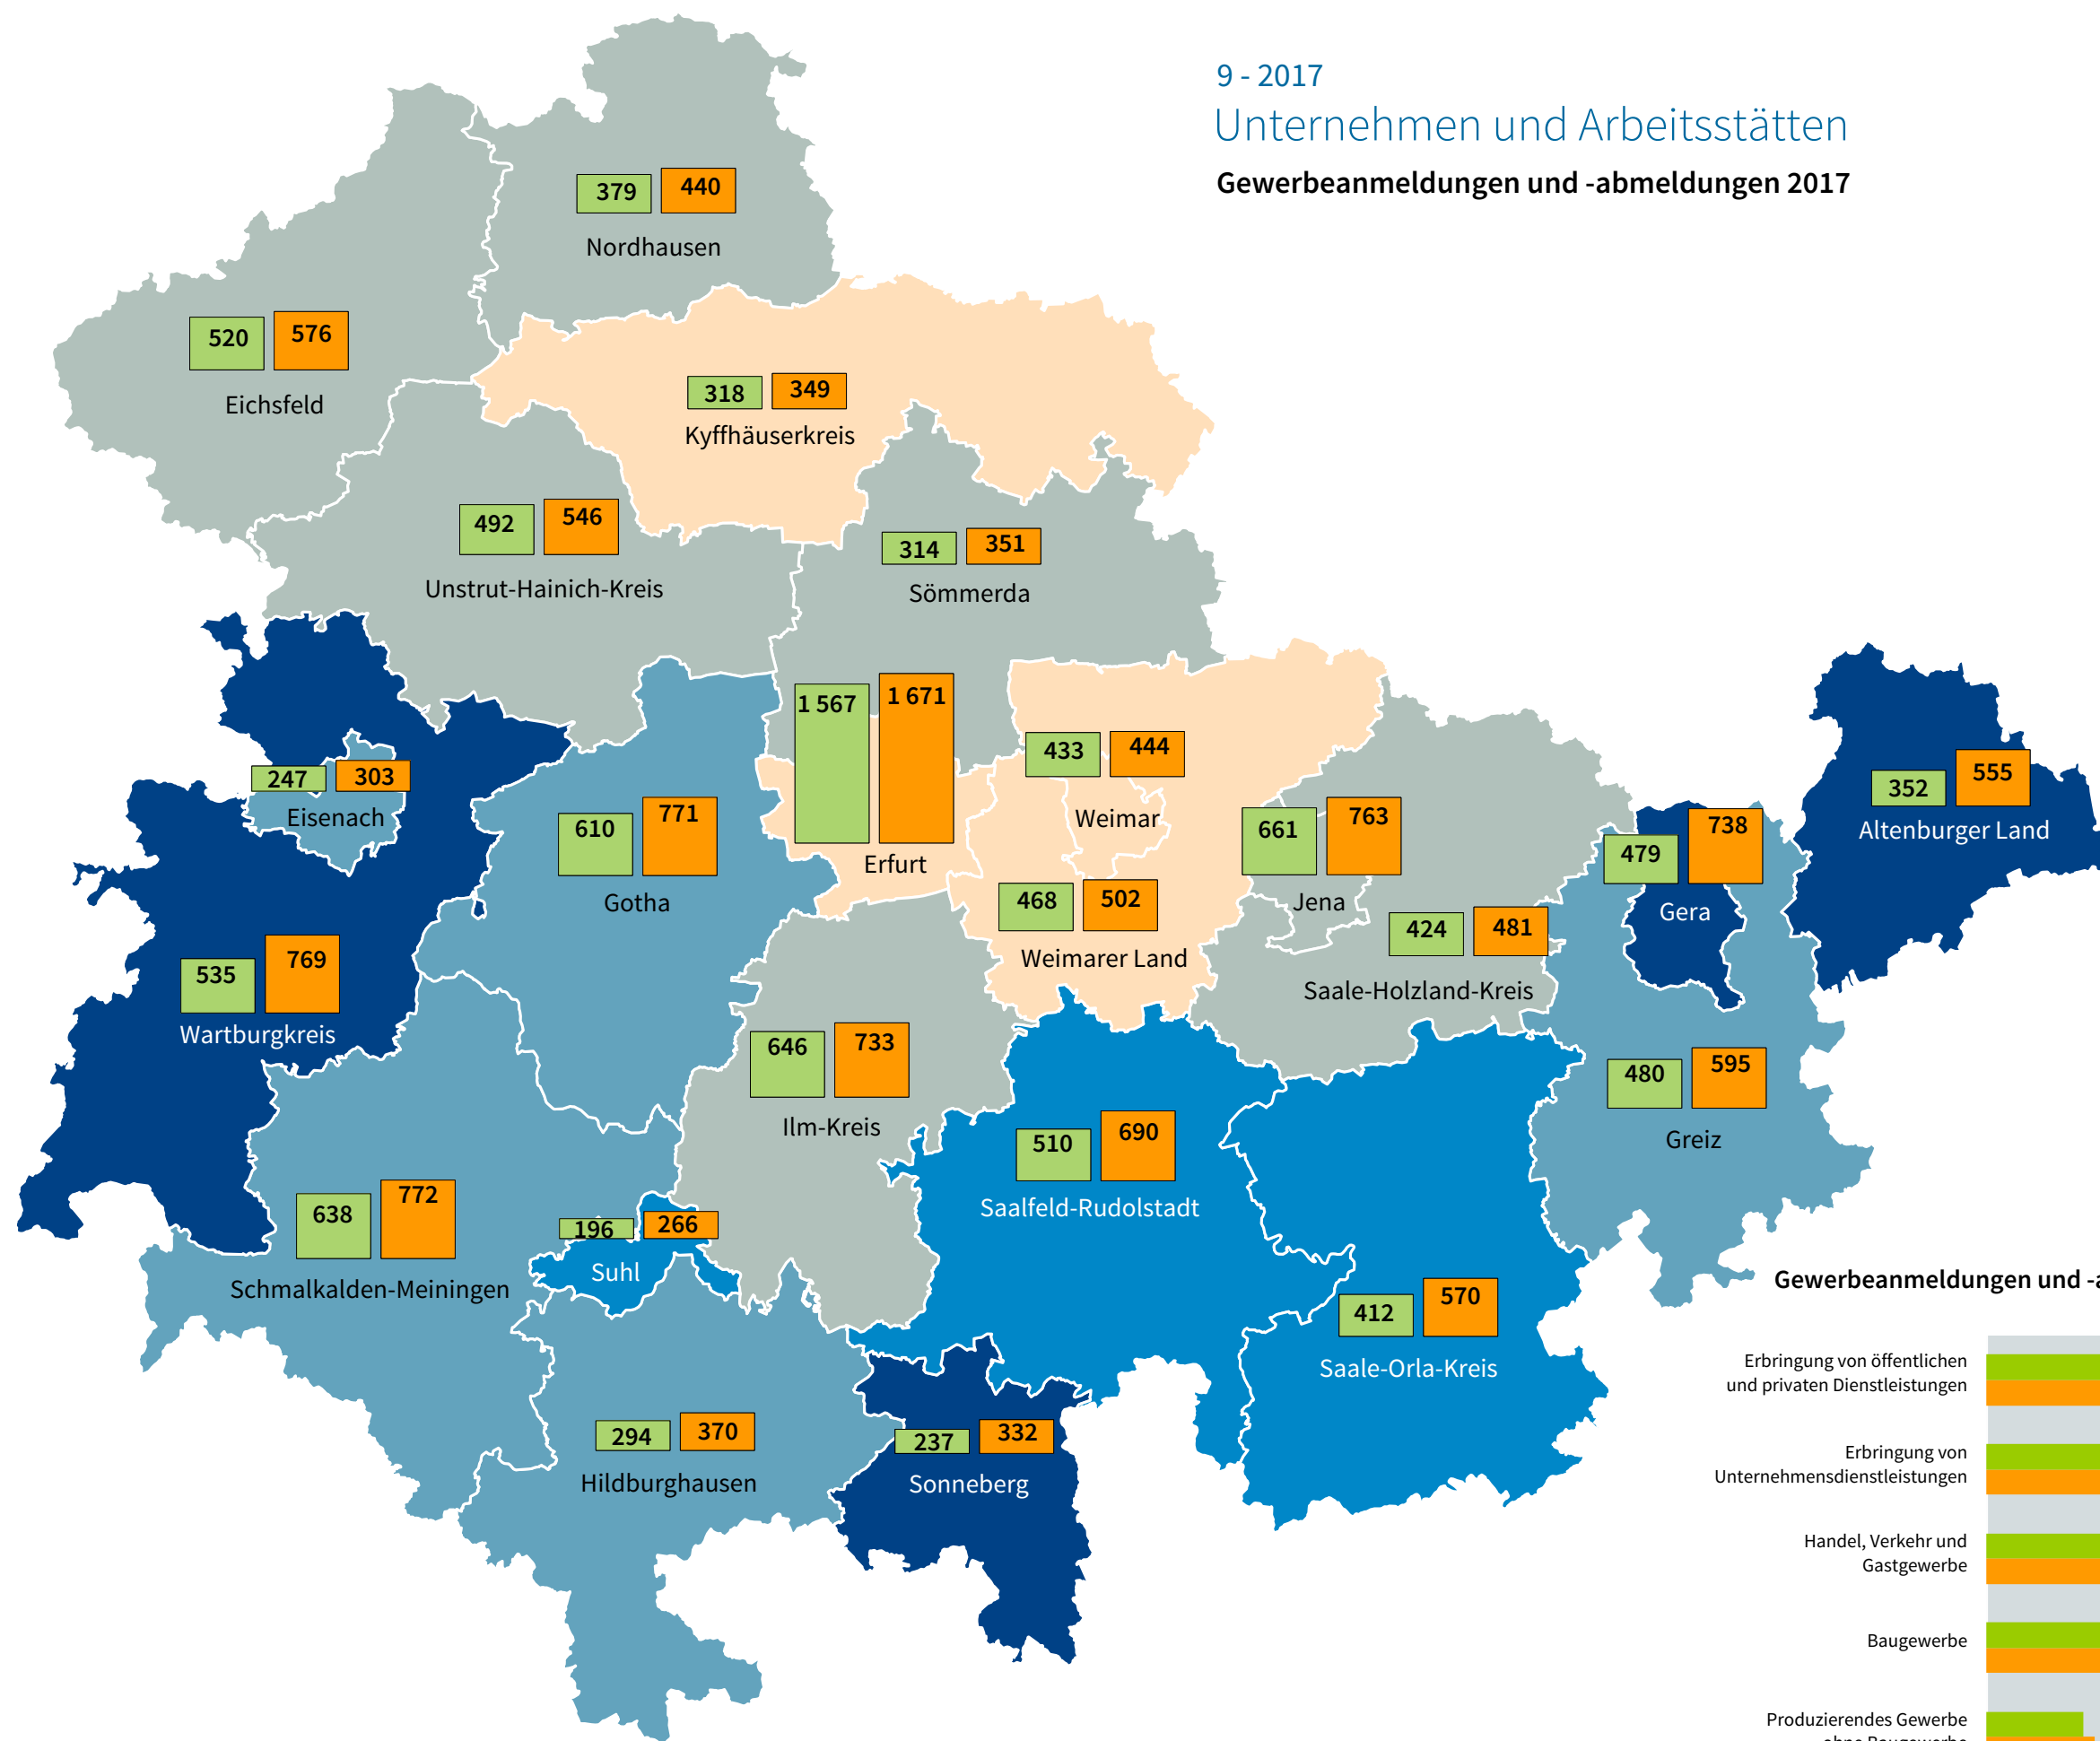 9 - 2017
Unternehmen und Arbeitsstätten
Gewerbeanmeldungen und -abmeldungen 2017
379 440
Nordhausen
520 576
Eichsfeld
318 349
Kyffhäuserkreis
492 546
Unstrut-Hainich-Kreis
314 351
Sömmerda
1 567 1 671
Erfurt
433 444
Weimar
247 303
Eisenach
610 771
Gotha
661 763
Jena
479 738
Gera
352 555
Altenburger Land
468 502
Weimarer Land
424 481
Saale-Holzland-Kreis
535 769
Wartburgkreis
646 733
Ilm-Kreis
480 595
Greiz
510 690
Saalfeld-Rudolstadt
638 772
Schmalkalden-Meiningen
196 266
Suhl
412 570
Saale-Orla-Kreis
294 370
Hildburghausen
237 332
Sonneberg
Gewerbeanmeldungen und -a
Erbringung von öffentlichen
und privaten Dienstleistungen
Erbringung von
Unternehmensdienstleistungen
Handel, Verkehr und
Gastgewerbe
Baugewerbe
Produzierendes Gewerbe
ohne Baugewerbe